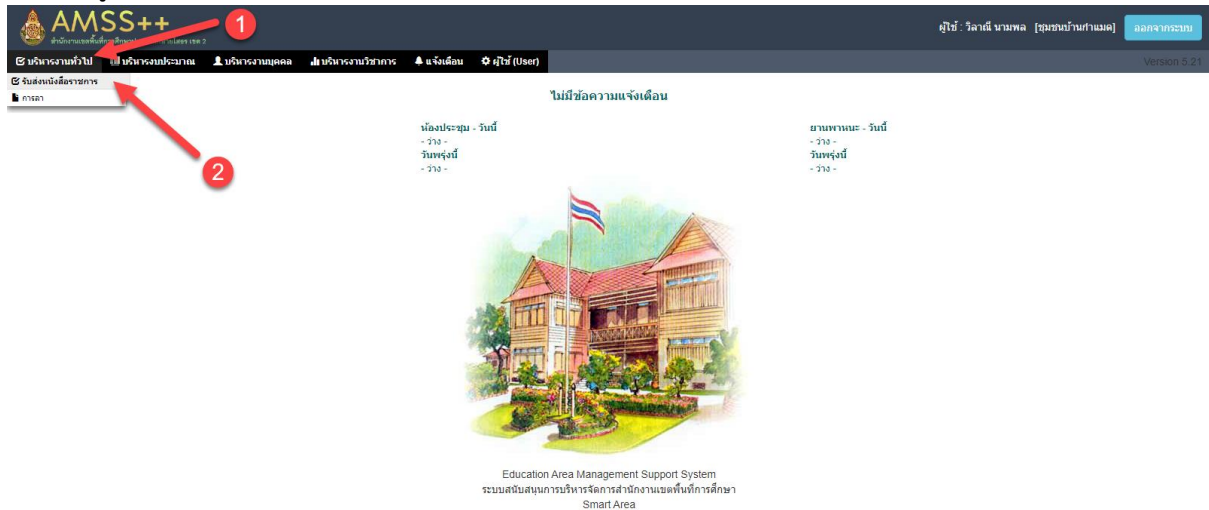 AMSS++
1
ผู้ใช้ : วิลาณี นามพล [ชุมชนบ้านกำแมด]
ออกจากระบบ
บริหารงานทั่วไป บริหารงบประมาณ บริหารงานบุคคล บริหารงานวิชาการ แจ้งเตือน ผู้ใช้ (User)
Version 5.21
รับส่งหนังสือราชการ
การลา
2
ไม่มีข้อความแจ้งเตือน
ห้องประชุม - วันนี้
- ว่าง -
วันพรุ่งนี้
- ว่าง -
ยานพาหนะ - วันนี้
- ว่าง -
วันพรุ่งนี้
- ว่าง -
Education Area Management Support System
ระบบสนับสนุนการบริหารจัดการสำนักงานเขตพื้นที่การศึกษา
Smart Area